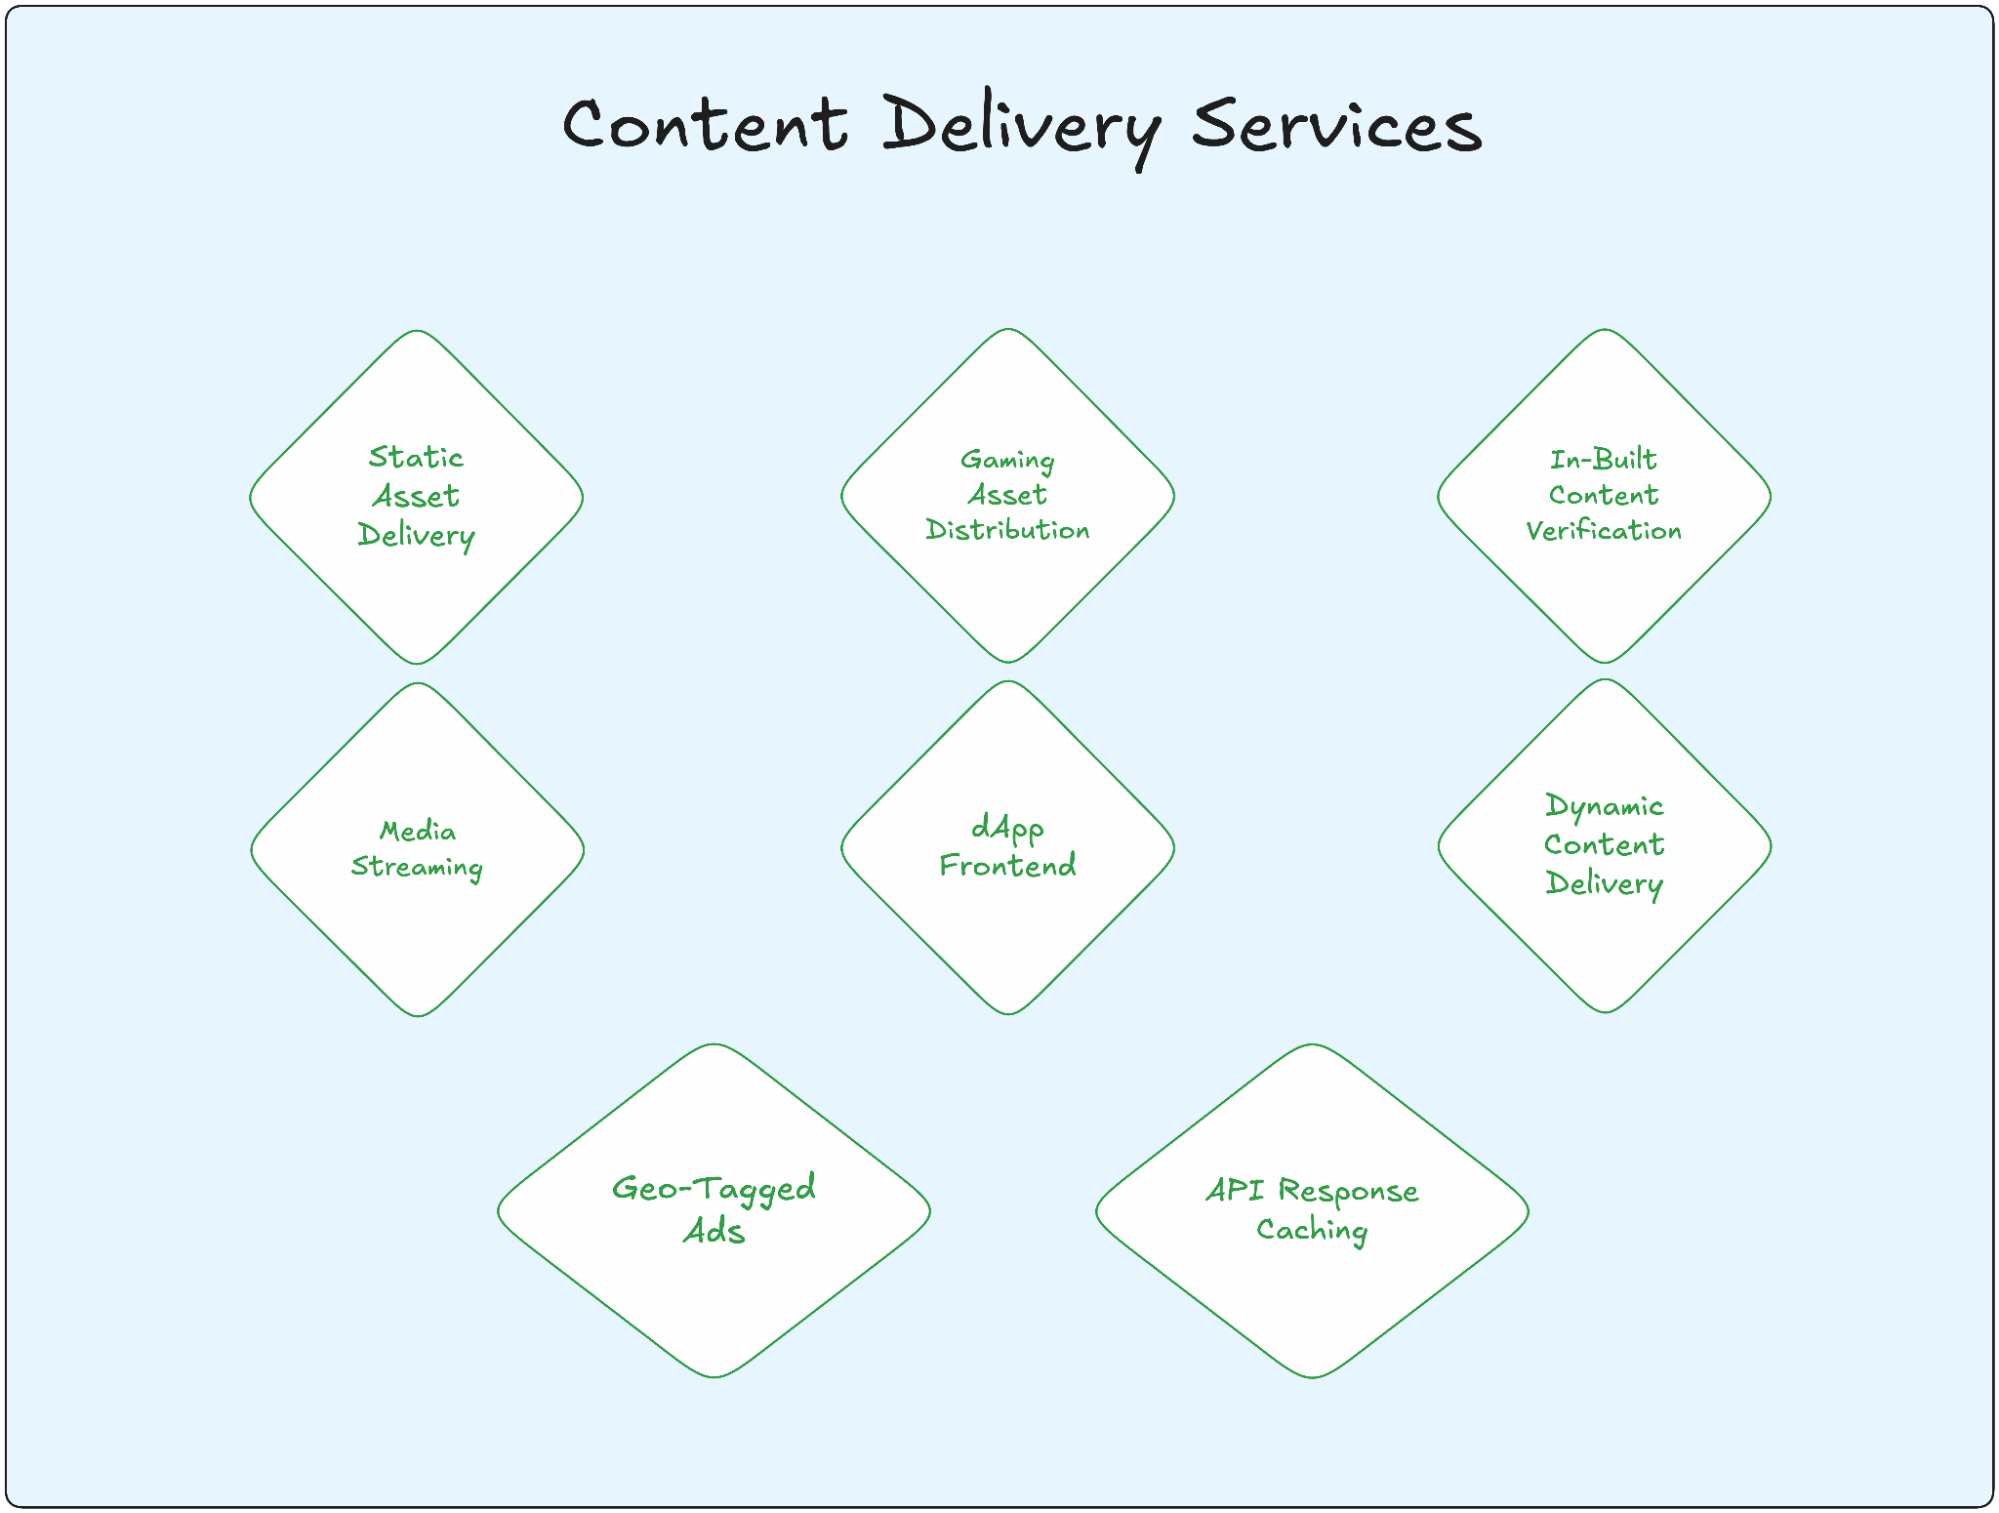 Content Delivery Services
Static
Asset
Delivery
Gaming
Asset
Distribution
In-Built
Content
Verification
Media
Streaming
dApp
Frontend
Dynamic
Content
Delivery
Geo-Tagged
Ads
API Response
Caching